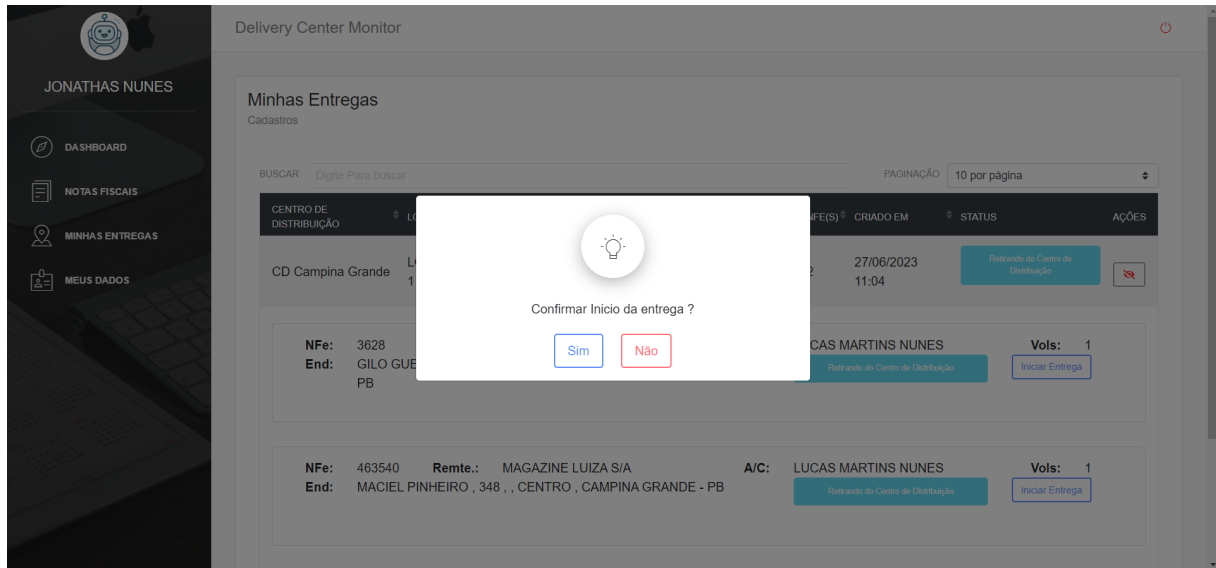 Delivery Center Monitor
JONATHAS NUNES
DASHBOARD
NOTAS FISCAIS
MINHAS ENTREGAS
MEUS DADOS
Minhas Entregas
Cadastros
BUSCAR Digite Para buscar
PAGINAÇÃO 10 por página
CENTRO DE
DISTRIBUIÇÃO
NFE(S) CRIADO EM STATUS AÇÕES
CD Campina Grande
27/06/2023
11:04
Retirando do Centro de
Distribuição
Confirmar Inicio da entrega ?
Sim Não
NFe: 3628
CAS MARTINS NUNES Vols: 1
End: GILO GUE
PB
Retirando do Centro de Distribuição Iniciar Entrega
NFe: 463540 Remte.: MAGAZINE LUIZA S/A A/C: LUCAS MARTINS NUNES Vols: 1
End: MACIEL PINHEIRO , 348 , , CENTRO , CAMPINA GRANDE - PB
Retirando do Centro de Distribuição Iniciar Entrega